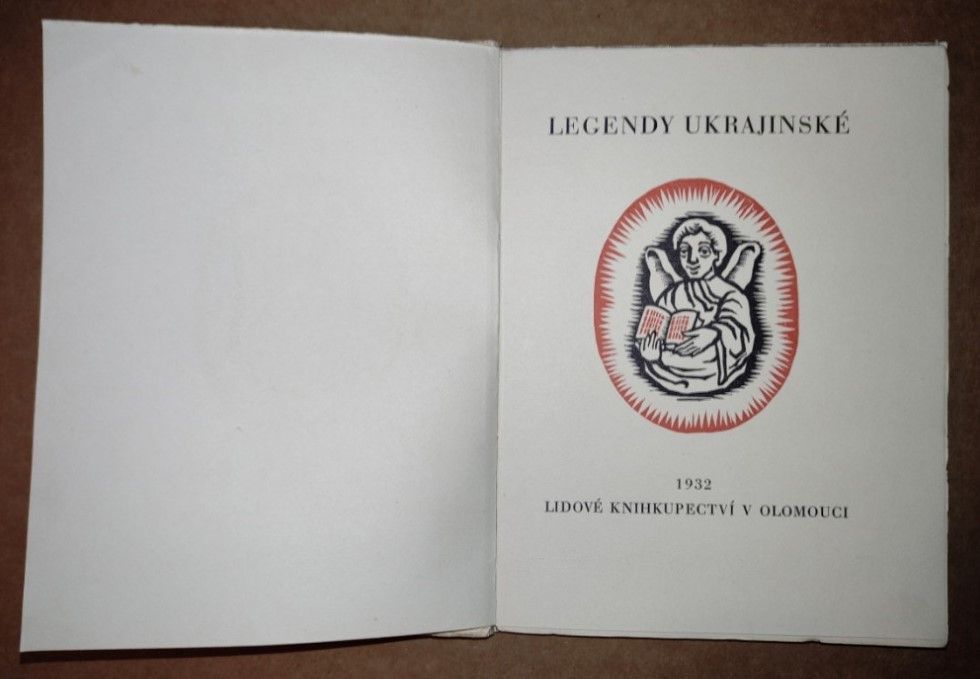 LEGENDY UKRAJINSKÉ
1932
LIDOVÉ KNIHKUPECTVÍ V OLOMOUCI